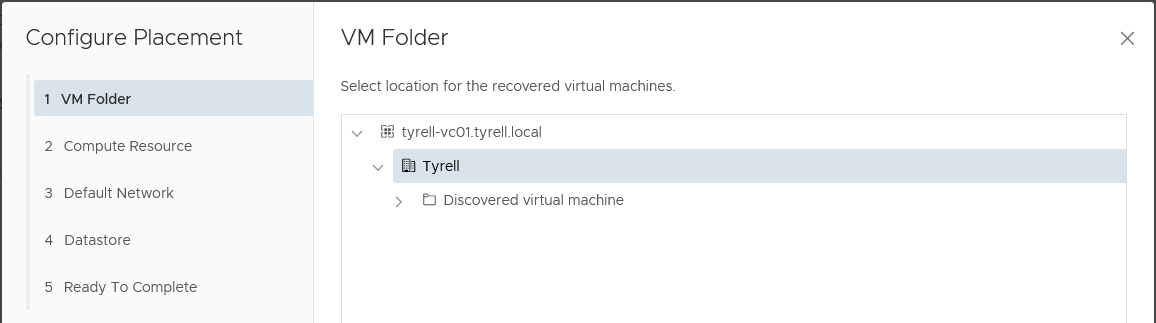 Configure Placement
1 VM Folder
2 Compute Resource
3 Default Network
4 Datastore
5 Ready To Complete
VM Folder
Select location for the recovered virtual machines.
tyrell-vc01.tyrell.local
Tyrell
Discovered virtual machine